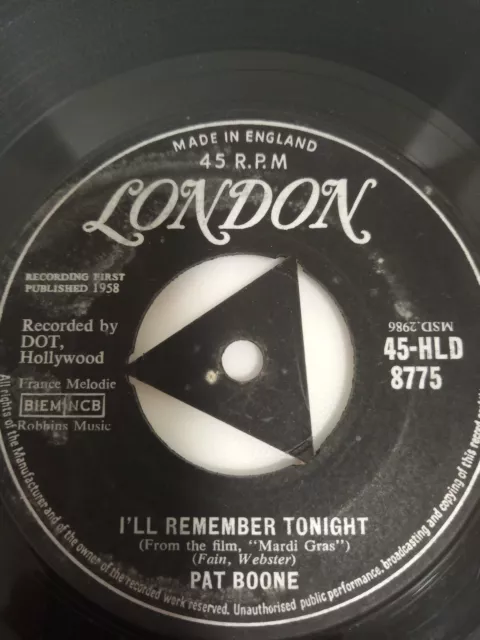 MADE IN ENGLAND
45 R.P.M
LONDON
RECORDING FIRST
PUBLISHED 1958
Recorded by
DOT,
Hollywood
France Melodie
BIEM NCB
Robbins Music
MSD.2986
45-HLD
8775
I'LL REMEMBER TONIGHT
(From the film, "Mardi Gras")
(Fain, Webster)
PAT BOONE
All rights of the Manufacturer and of the owner of the recorded work reserved. Unauthorised public performance, broadcasting and copying of this record